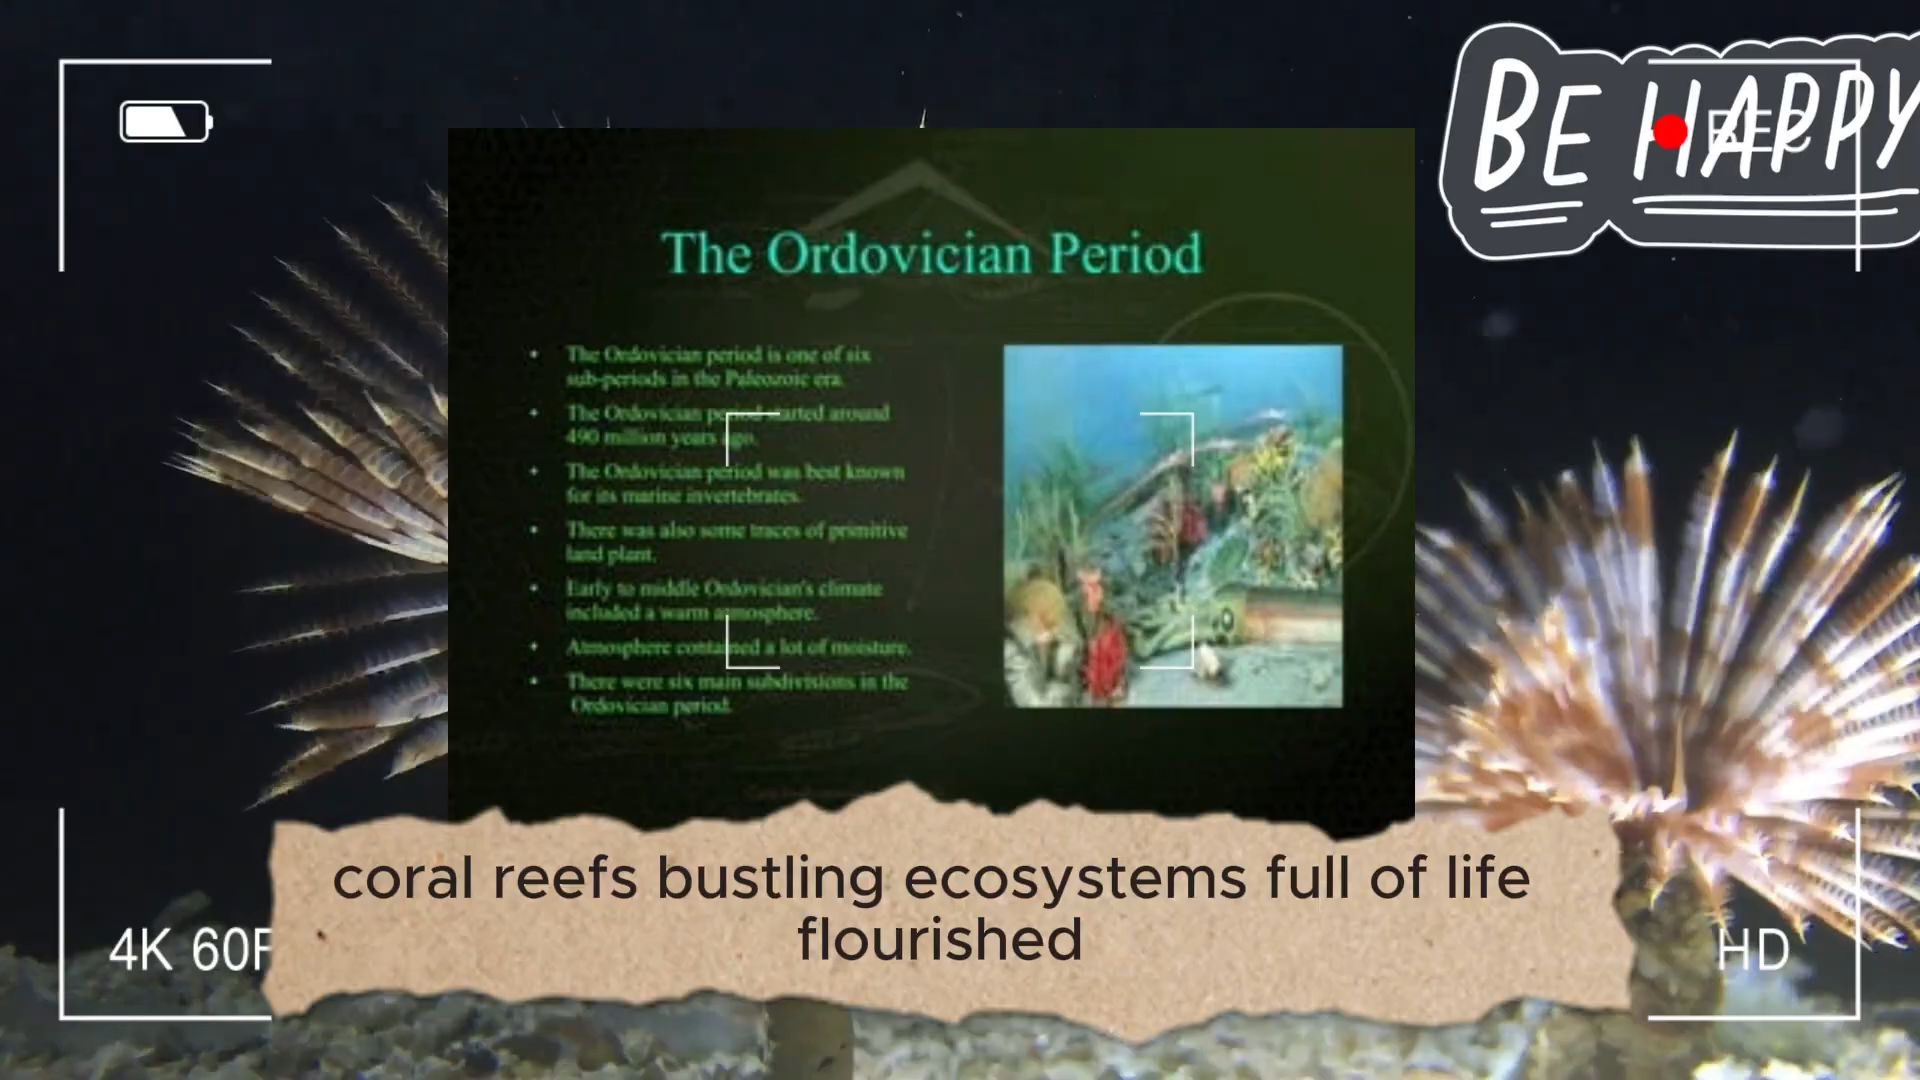 BE HAPPY
REC
The Ordovician Period
• The Ordovician period is one of six
sub-periods in the Paleozoic era.
• The Ordovician period started around
490 million years ago.
• The Ordovician period was best known
for its marine invertebrates.
• There was also some traces of primitive
land plant.
• Early to middle Ordovician's climate
included a warm atmosphere.
• Atmosphere contained a lot of moisture.
• There were six main subdivisions in the
Ordovician period.
coral reefs bustling ecosystems full of life
flourished
4K 60F
HD